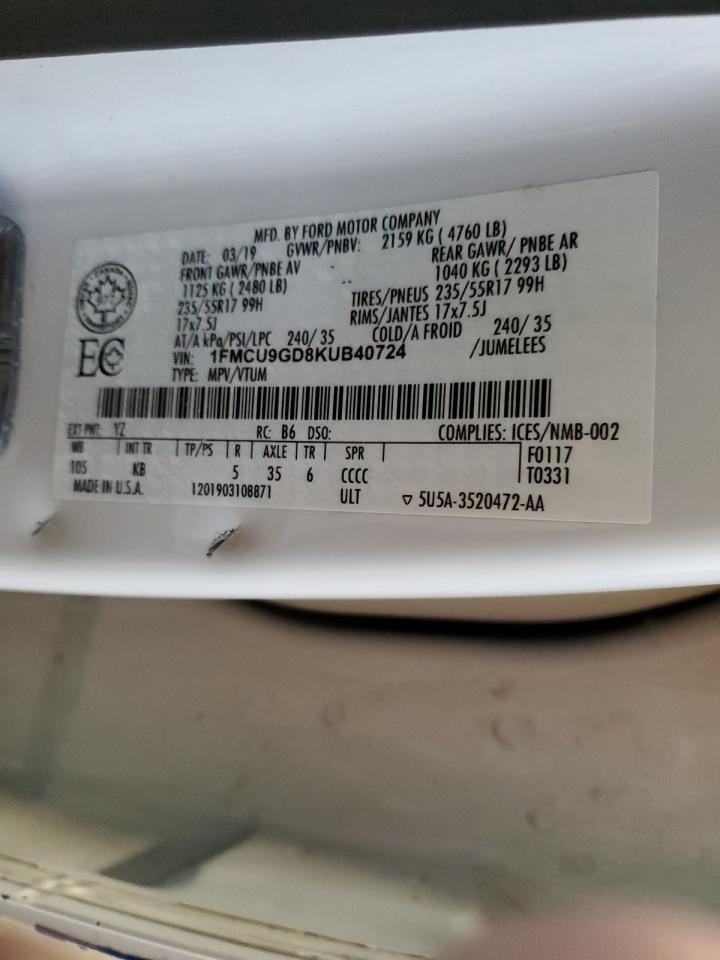 MFD. BY FORD MOTOR COMPANY
DATE: 03/19 GVWR/PNBV: 2159 KG ( 4760 LB)
FRONT GAWR/PNBE AV REAR GAWR/ PNBE AR
1125 KG ( 2480 LB) 1040 KG ( 2293 LB)
235/55R17 99H TIRES/PNEUS 235/55R17 99H
17x7.5J RIMS/JANTES 17x7.5J
AT/A kPa/PSI/LPC 240/ 35 COLD/A FROID 240/ 35
VIN: 1FMCU9GD8KUB40724 /JUMELEES
TYPE: MPV/VTUM
EC
CANADA
EXT PNT: YZ RC: B6 DSO: COMPLIES: ICES/NMB-002
WB INT TR TP/PS R AXLE TR SPR F0117
105 KB 5 35 6 CCCC T0331
MADE IN U.S.A. 1201903108871 ULT ▽ 5U5A-3520472-AA